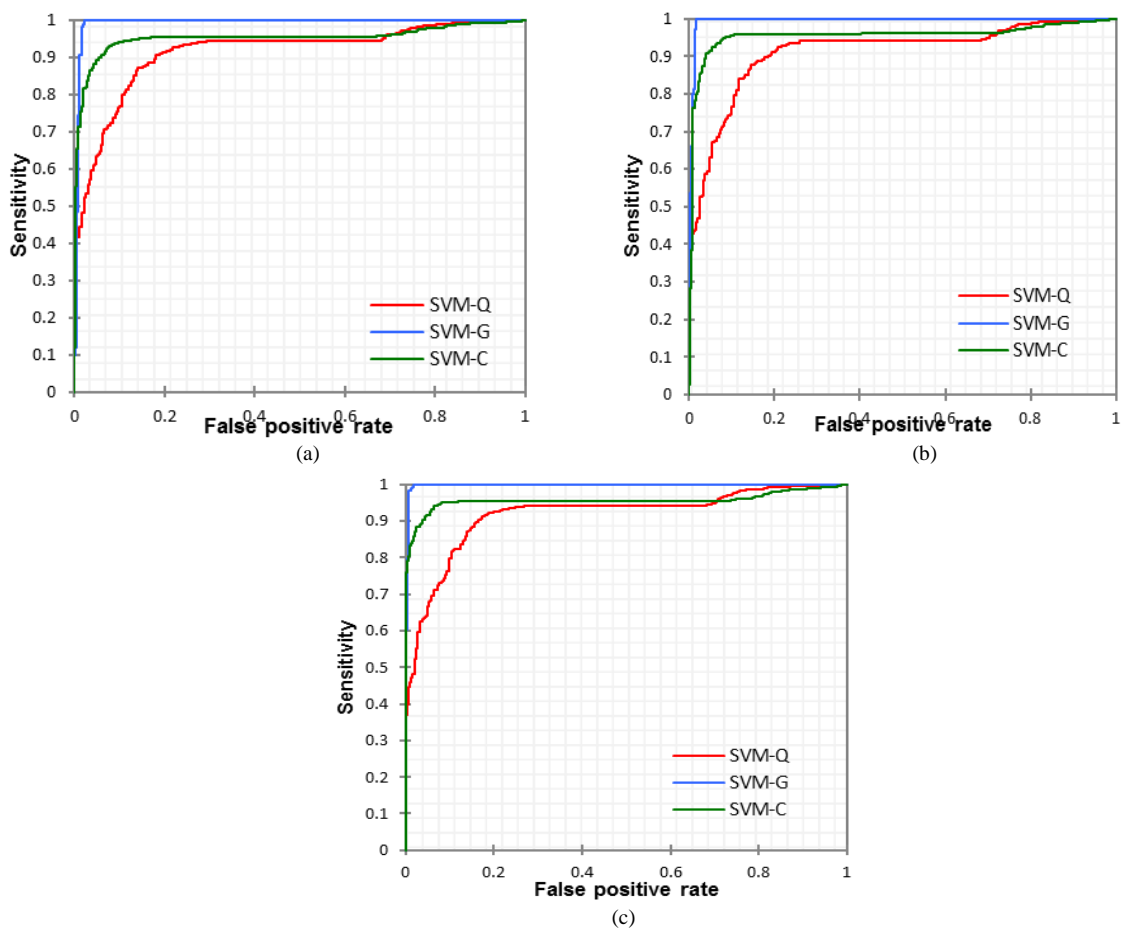 1
0.9
0.8
0.7
0.6
0.5
0.4
0.3
0.2
0.1
0
Sensitivity
SVM-Q
SVM-G
SVM-C
0 0.2 0.4 0.6 0.8 1
False positive rate
(a)
1
0.9
0.8
0.7
0.6
0.5
0.4
0.3
0.2
0.1
0
Sensitivity
SVM-Q
SVM-G
SVM-C
0 0.2 0.4 0.6 0.8 1
False positive rate
(b)
1
0.9
0.8
0.7
0.6
0.5
0.4
0.3
0.2
0.1
0
Sensitivity
SVM-Q
SVM-G
SVM-C
0 0.2 0.4 0.6 0.8 1
False positive rate
(c)